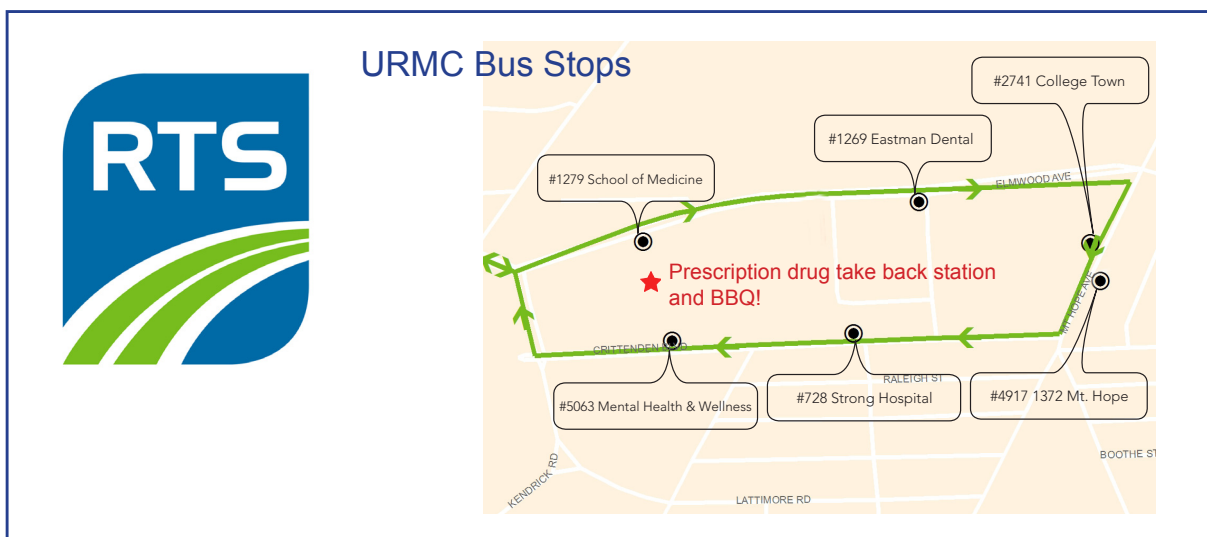 RTS
URMC Bus Stops
#2741 College Town
#1269 Eastman Dental
#1279 School of Medicine
ELMWOOD AVE
Prescription drug take back station
and BBQ!
MT HOPE AVE
CRITTENDEN BLVD
RALEIGH ST
#5063 Mental Health & Wellness
#728 Strong Hospital
#4917 1372 Mt. Hope
BOOTHE ST
KENDRICK RD
LATTIMORE RD